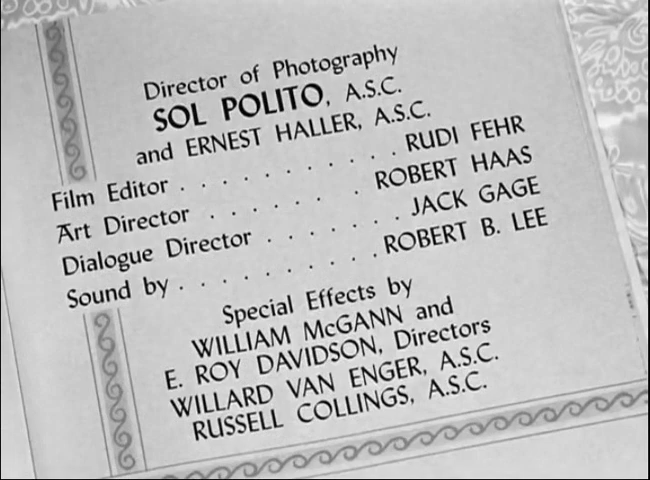 Director of Photography
SOL POLITO, A.S.C.
and ERNEST HALLER, A.S.C.
Film Editor . . . . . . . . . . RUDI FEHR
Art Director . . . . . . . ROBERT HAAS
Dialogue Director . . . . . . . JACK GAGE
Sound by . . . . . . . . . . ROBERT B. LEE
Special Effects by
WILLIAM McGANN and
E. ROY DAVIDSON, Directors
WILLARD VAN ENGER, A.S.C.
RUSSELL COLLINGS, A.S.C.